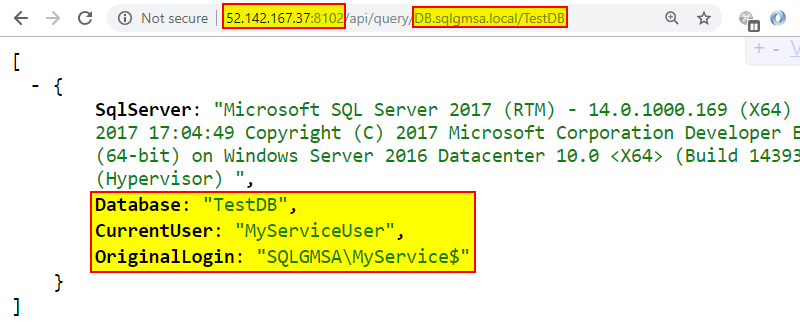 Not secure | 52.142.167.37:8102/api/query/DB.sqlgmsa.local/TestDB
+ -
[
- {
SqlServer: "Microsoft SQL Server 2017 (RTM) - 14.0.1000.169 (X64)
2017 17:04:49 Copyright (C) 2017 Microsoft Corporation Developer E
(64-bit) on Windows Server 2016 Datacenter 10.0 <X64> (Build 14393
(Hypervisor) ",
Database: "TestDB",
CurrentUser: "MyServiceUser",
OriginalLogin: "SQLGMSA\MyService$"
}
]